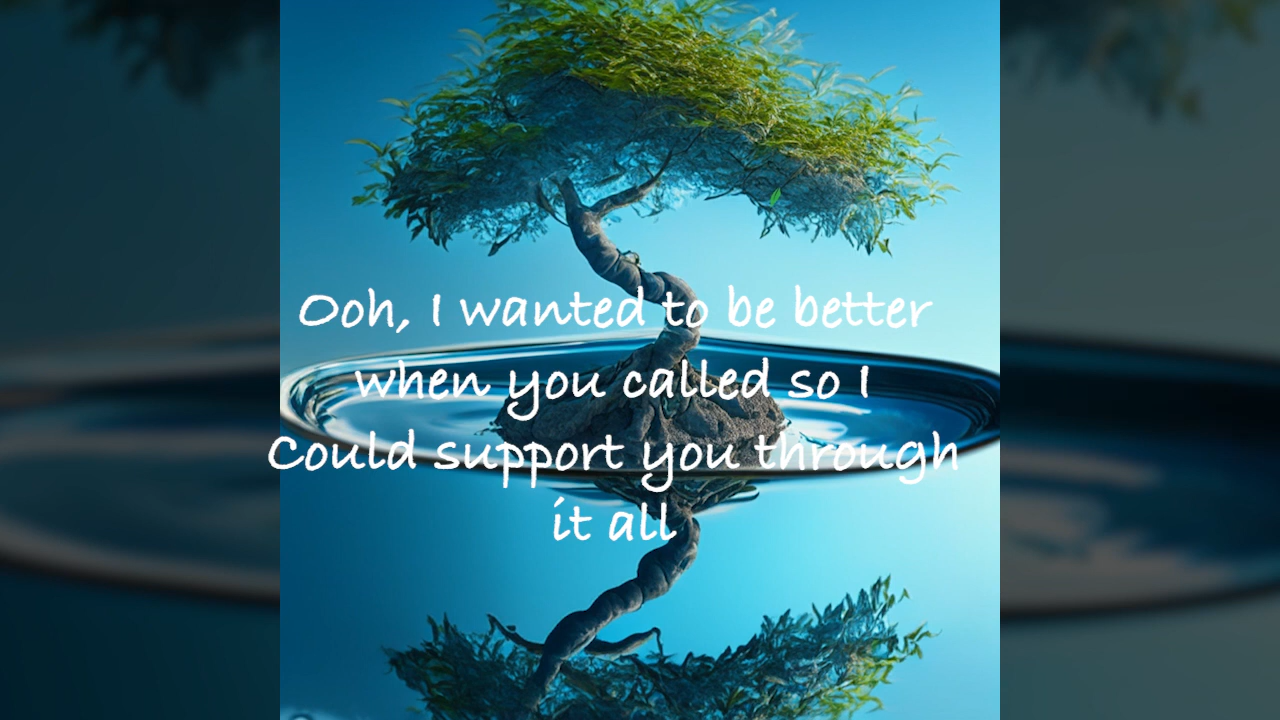 Ooh, I wanted to be better
when you called so I
Could support you through
it all